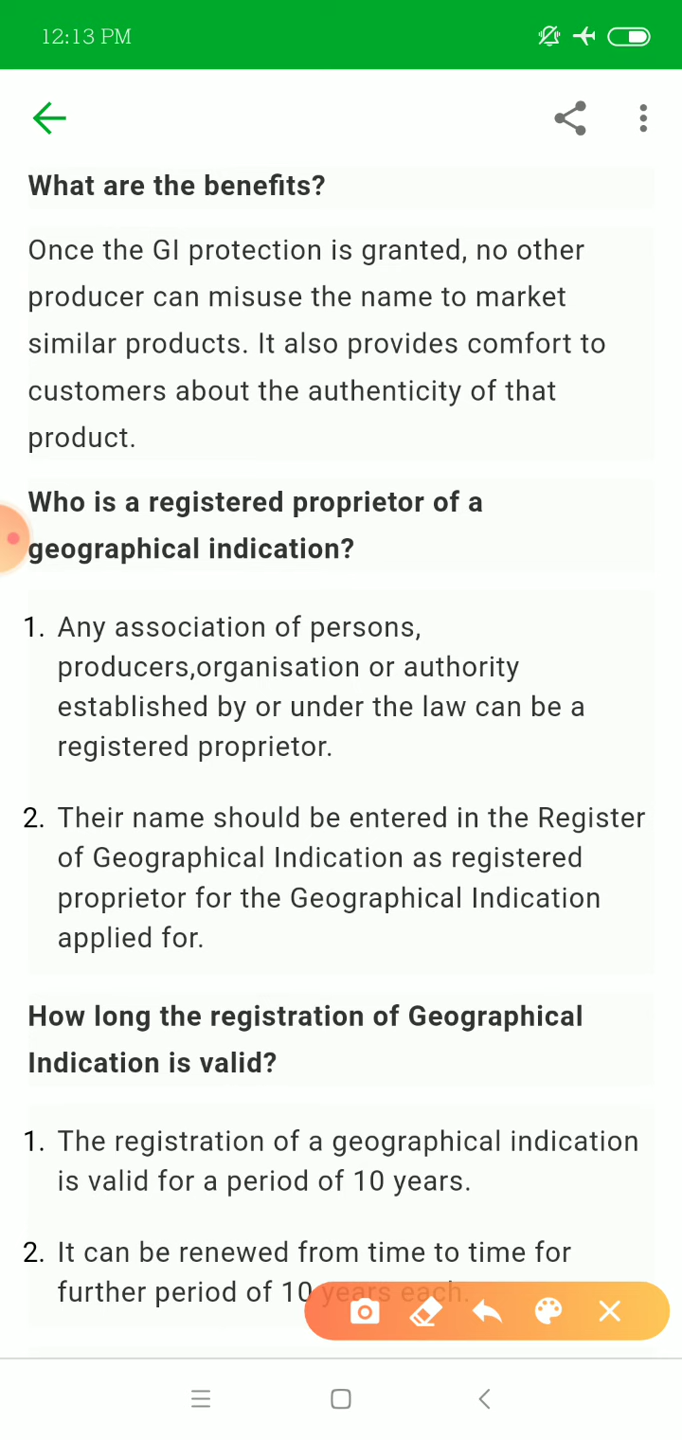 12:13 PM
What are the benefits?
Once the GI protection is granted, no other
producer can misuse the name to market
similar products. It also provides comfort to
customers about the authenticity of that
product.
Who is a registered proprietor of a
geographical indication?
1. Any association of persons,
producers,organisation or authority
established by or under the law can be a
registered proprietor.
2. Their name should be entered in the Register
of Geographical Indication as registered
proprietor for the Geographical Indication
applied for.
How long the registration of Geographical
Indication is valid?
1. The registration of a geographical indication
is valid for a period of 10 years.
2. It can be renewed from time to time for
further period of 10 years each.